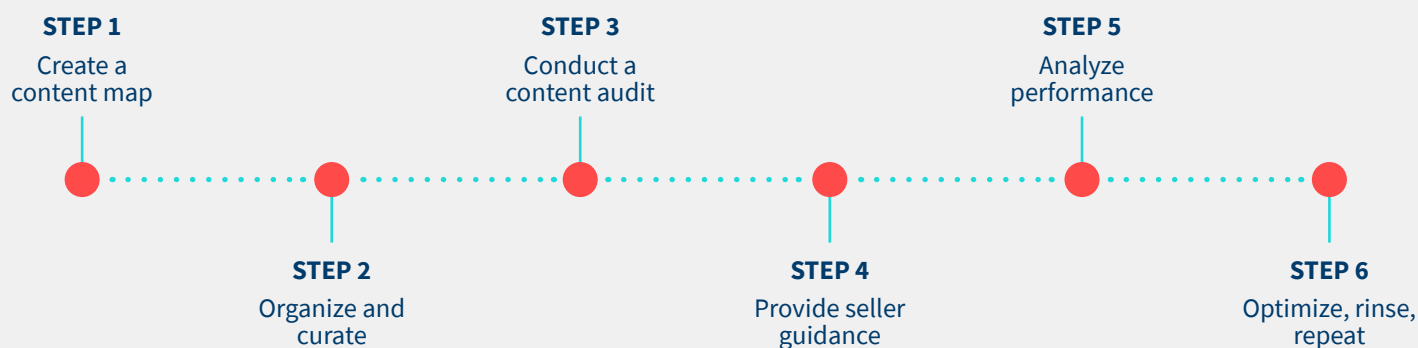 STEP 1
Create a
content map
STEP 2
Organize and
curate
STEP 3
Conduct a
content audit
STEP 4
Provide seller
guidance
STEP 5
Analyze
performance
STEP 6
Optimize, rinse,
repeat